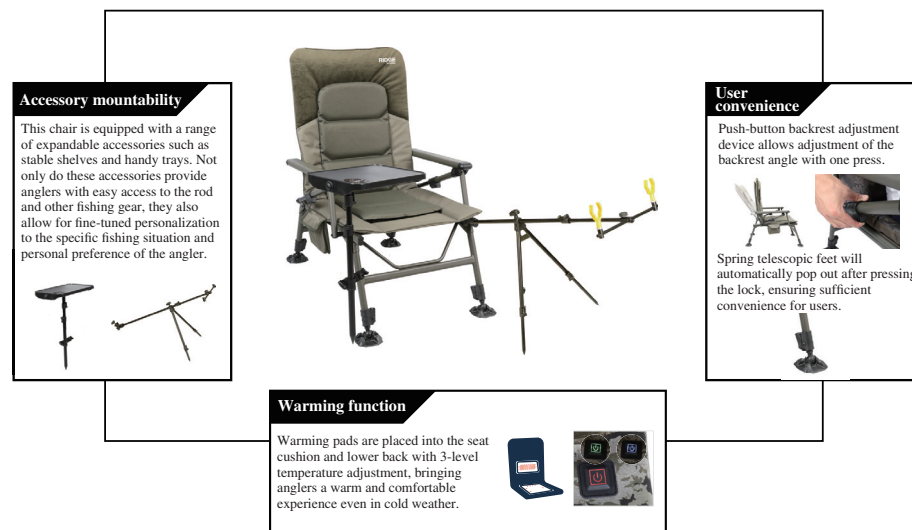 RIDGE
Accessory mountability
This chair is equipped with a range
of expandable accessories such as
stable shelves and handy trays. Not
only do these accessories provide
anglers with easy access to the rod
and other fishing gear, they also
allow for fine-tuned personalization
to the specific fishing situation and
personal preference of the angler.
User
convenience
Push-button backrest adjustment
device allows adjustment of the
backrest angle with one press.
Spring telescopic feet will
automatically pop out after pressing
the lock, ensuring sufficient
convenience for users.
Warming function
Warming pads are placed into the seat
cushion and lower back with 3-level
temperature adjustment, bringing
anglers a warm and comfortable
experience even in cold weather.